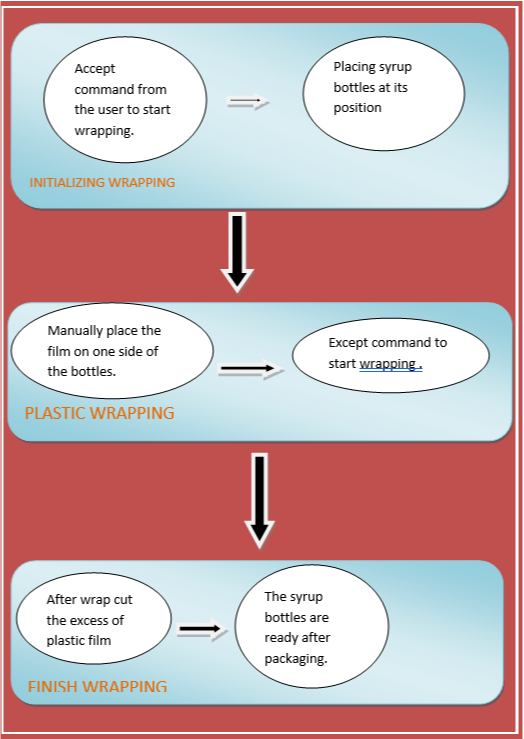 Accept
command from
the user to start
wrapping.
Placing syrup
bottles at its
position
INITIALIZING WRAPPING
Manually place the
film on one side of
the bottles.
Except command to
start wrapping .
PLASTIC WRAPPING
After wrap cut
the excess of
plastic film
The syrup
bottles are
ready after
packaging.
FINISH WRAPPING